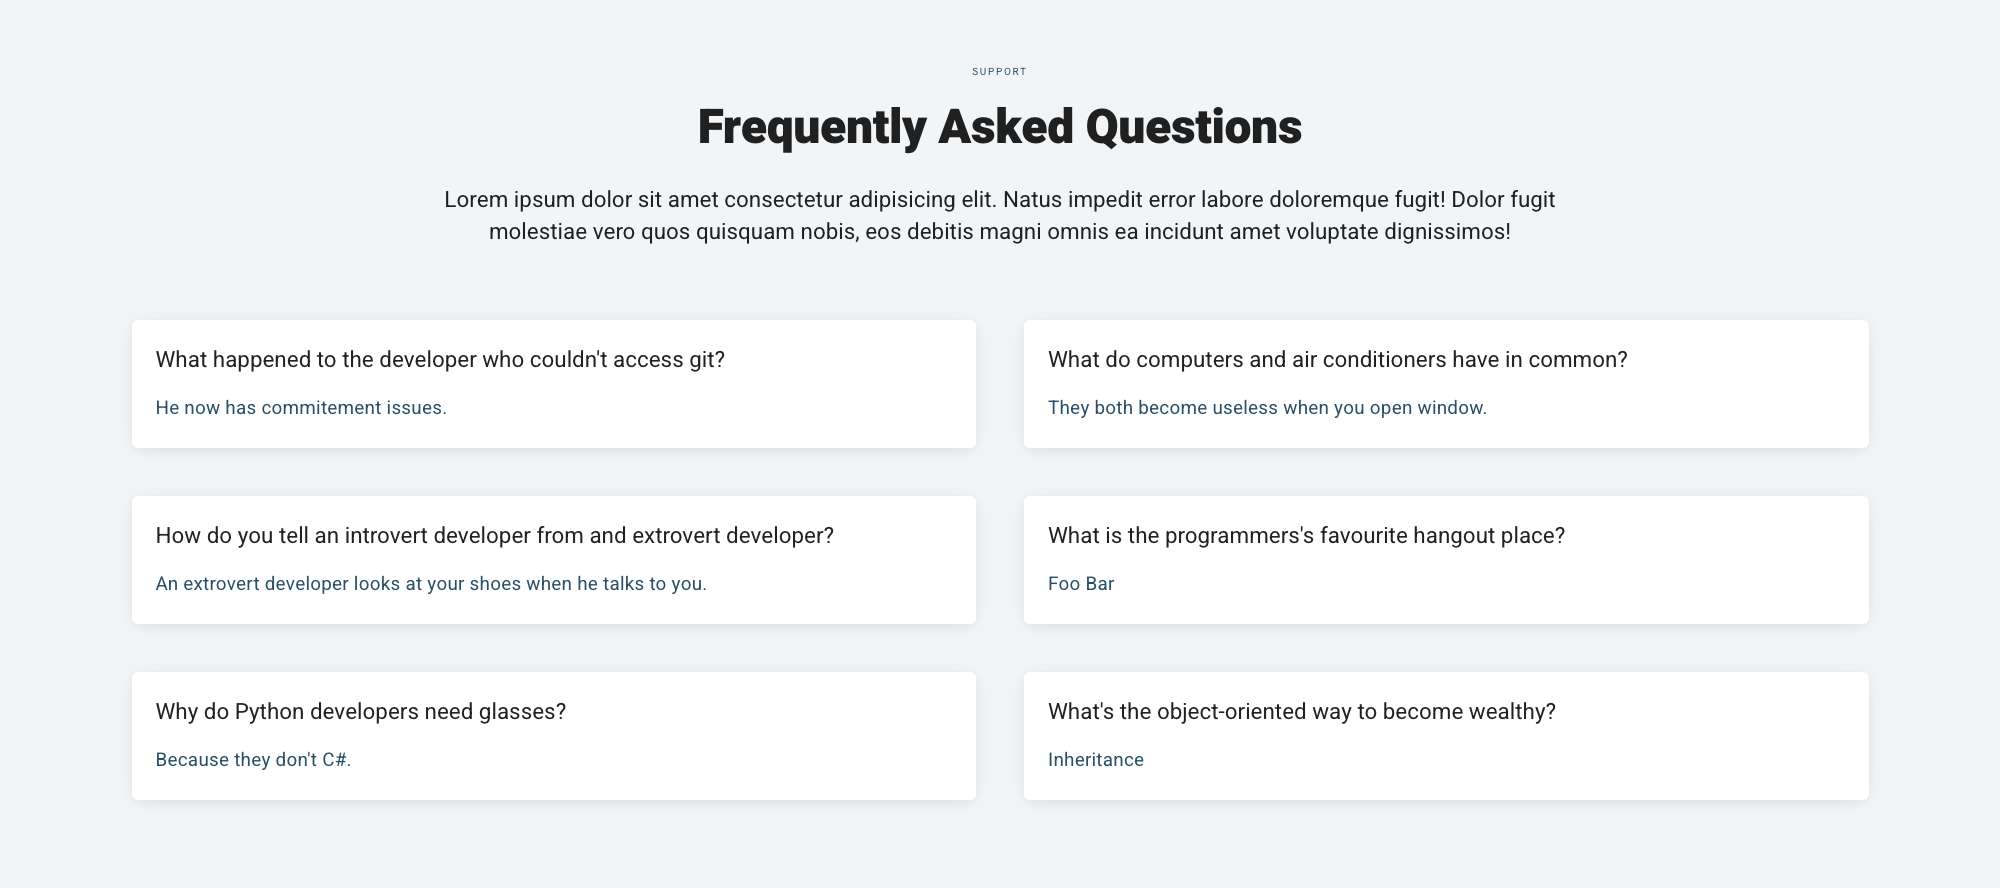 SUPPORT
Frequently Asked Questions
Lorem ipsum dolor sit amet consectetur adipisicing elit. Natus impedit error labore doloremque fugit! Dolor fugit
molestiae vero quos quisquam nobis, eos debitis magni omnis ea incidunt amet voluptate dignissimos!
What happened to the developer who couldn't access git?
He now has commitement issues.
What do computers and air conditioners have in common?
They both become useless when you open window.
How do you tell an introvert developer from and extrovert developer?
An extrovert developer looks at your shoes when he talks to you.
What is the programmers's favourite hangout place?
Foo Bar
Why do Python developers need glasses?
Because they don't C#.
What's the object-oriented way to become wealthy?
Inheritance